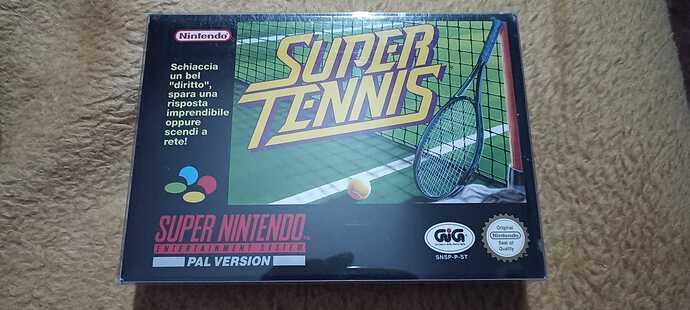 Nintendo
Schiaccia
un bel
"diritto",
spara una
risposta
imprendibile
oppure
scendi a
rete!
SUPER
TENNIS
SUPER NINTENDO
ENTERTAINMENT SYSTEM
PAL VERSION
GiG
SNSP-P-ST
Original
Nintendo
Seal of
Quality